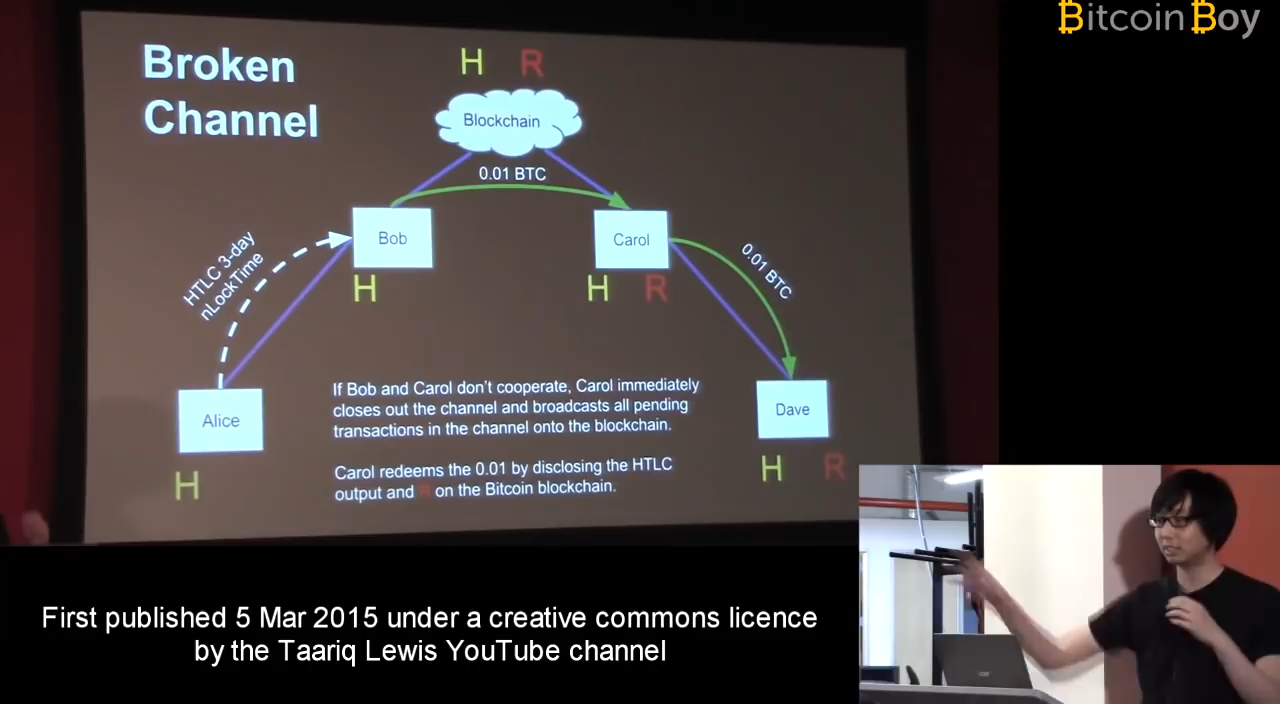 Bitcoin Boy
Broken
Channel
H R
Blockchain
0.01 BTC
Bob
Carol
HTLC 3-day
nLockTime
0.01 BTC
H
H R
If Bob and Carol don't cooperate, Carol immediately
closes out the channel and broadcasts all pending
transactions in the channel onto the blockchain.
Alice
Dave
Carol redeems the 0.01 by disclosing the HTLC
output and R on the Bitcoin blockchain.
H
H R
First published 5 Mar 2015 under a creative commons licence
by the Taariq Lewis YouTube channel